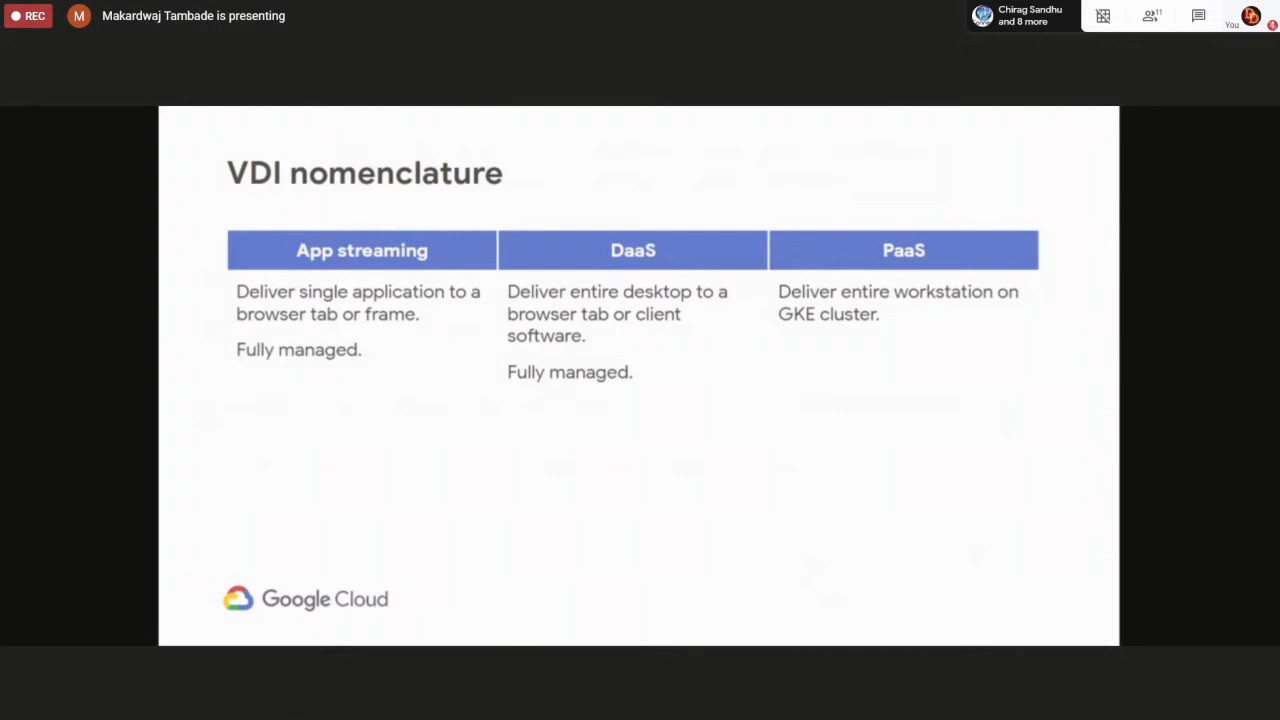 REC
M
Makardwaj Tambade is presenting
Chirag Sandhu
and 8 more
11
You
VDI nomenclature
App streaming
DaaS
PaaS
Deliver single application to a
browser tab or frame.
Fully managed.
Deliver entire desktop to a
browser tab or client
software.
Fully managed.
Deliver entire workstation on
GKE cluster.
Google Cloud